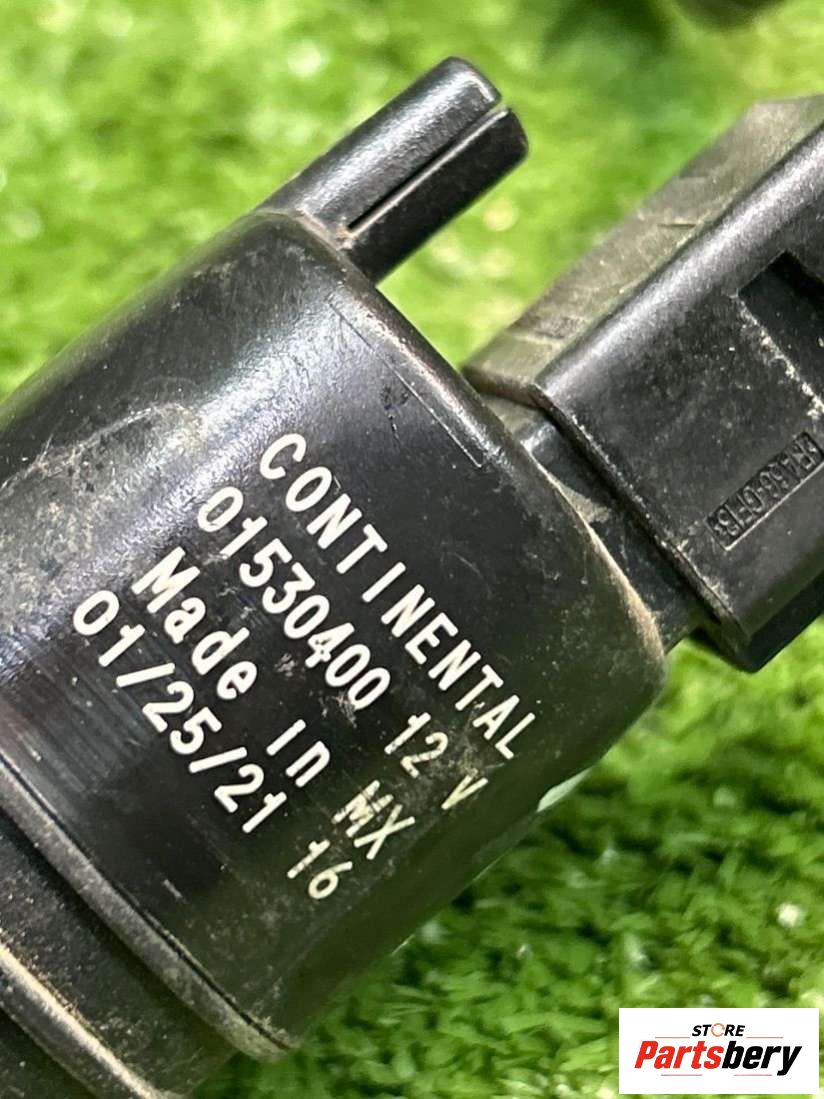 CONTINENTAL
01530400 12 V
Made in MX
01/25/21 16
STORE
Partsbery